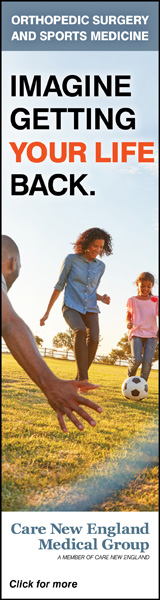 ORTHOPEDIC SURGERY
AND SPORTS MEDICINE
IMAGINE
GETTING
YOUR LIFE
BACK.
Care New England
Medical Group
A MEMBER OF CARE NEW ENGLAND
Click for more